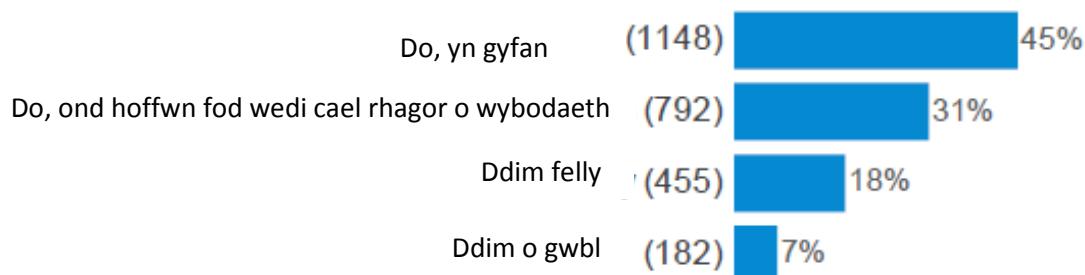 Do, yn gyfan (1148) 45%
Do, ond hoffwn fod wedi cael rhagor o wybodaeth (792) 31%
Ddim felly (455) 18%
Ddim o gwbl (182) 7%